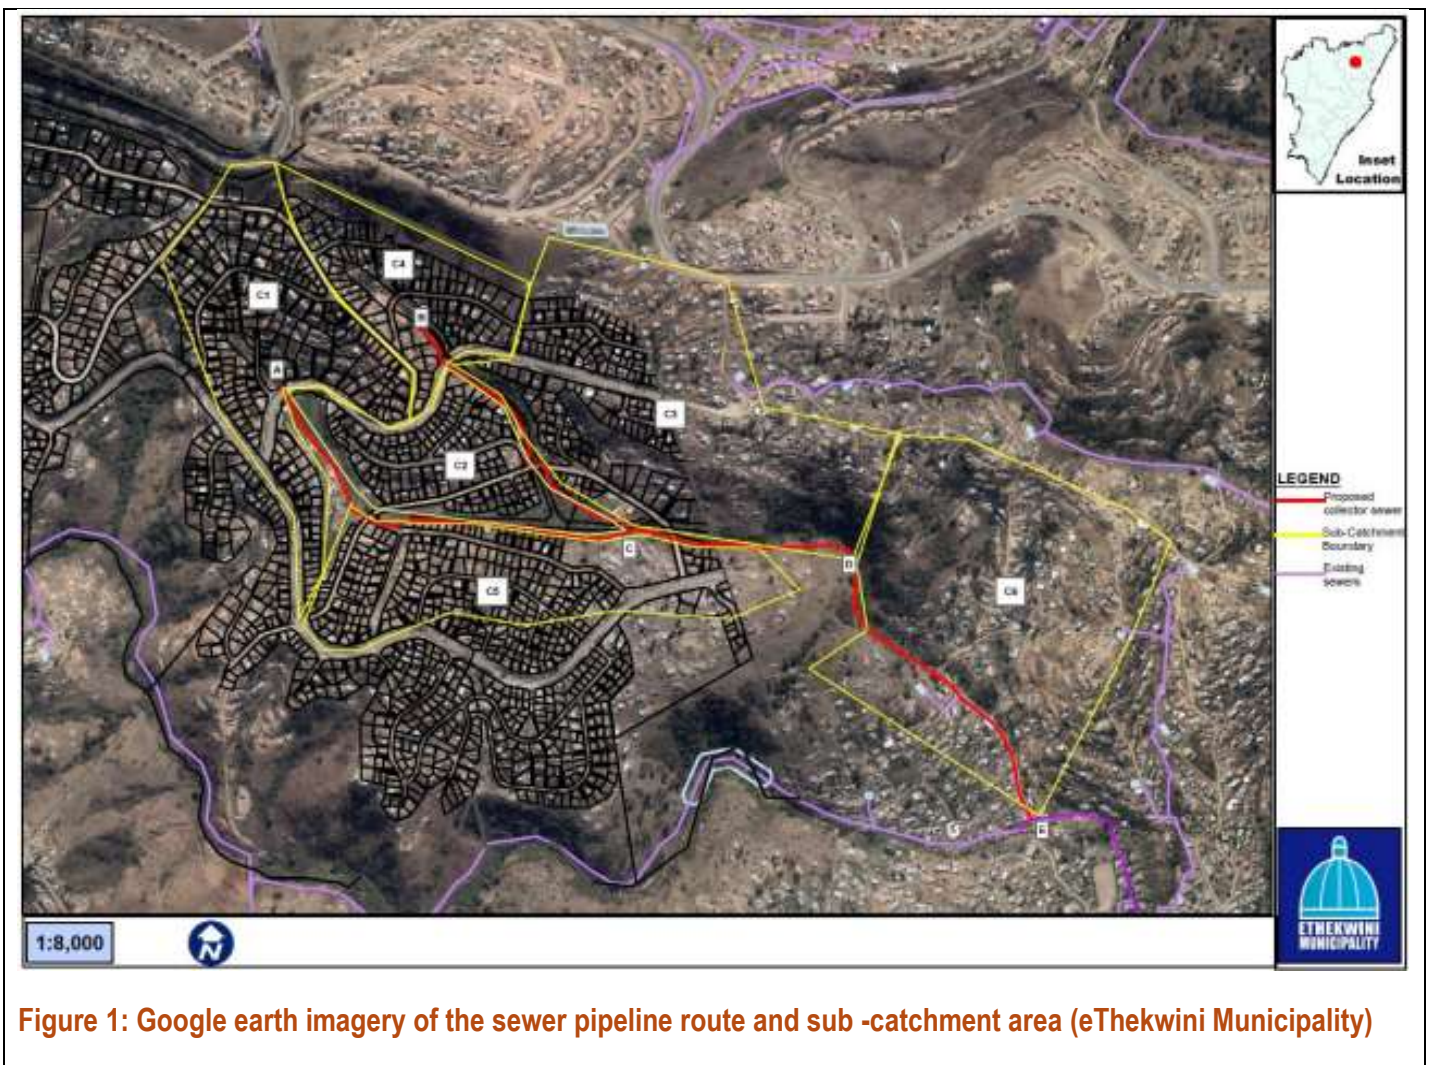 Inset
Location
C4
C1
B
A
C3
C2
C
D
C5
C6
E
LEGEND
Proposed
collector sewer
Sub-Catchment
Boundary
Existing
sewers
1:8,000
N
ETHEKWINI
MUNICIPALITY
Figure 1: Google earth imagery of the sewer pipeline route and sub -catchment area (eThekwini Municipality)